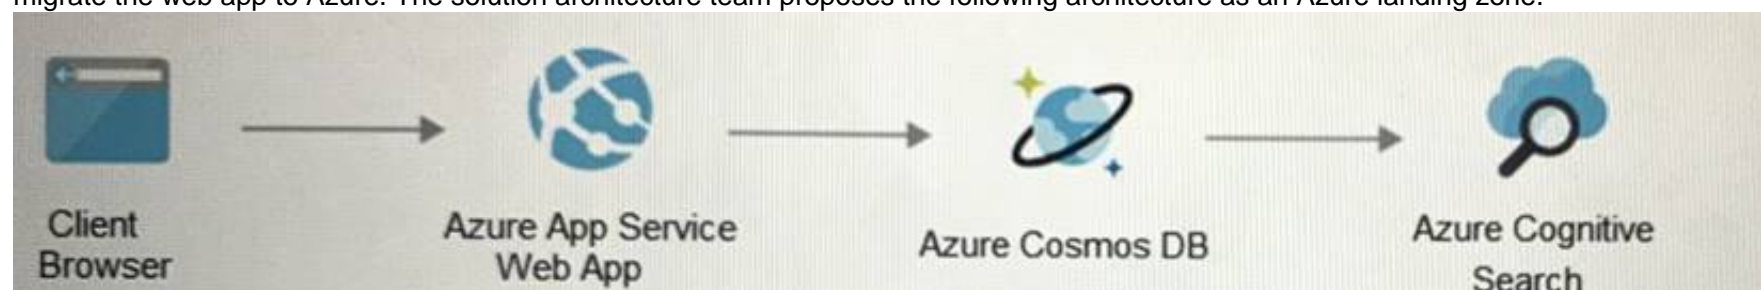 migrate the web app to Azure. The solution architecture team proposes the following architecture as an Azure landing zone.
Client
Browser
Azure App Service
Web App
Azure Cosmos DB
Azure Cognitive
Search